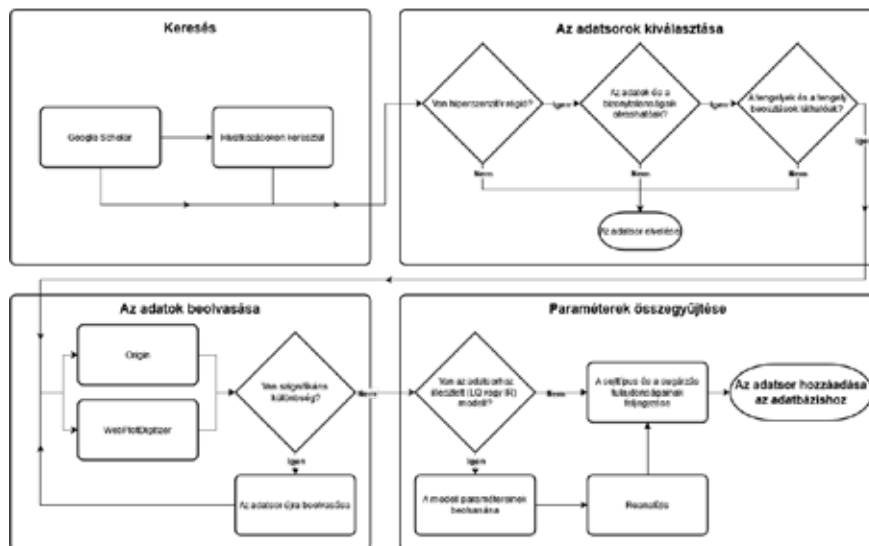 Keresés
Google Scholar
Hivatkozásokon keresztül
Az adatsorok kiválasztása
Van hiperszenzitív régió?
Igen
Az adatok és a
bizonytalanságaik
olvashatóak?
Igen
A tengelyek és a tengely
beosztások láthatóak?
Igen
Nem
Nem
Nem
Az adatsor elvetése
Az adatok beolvasása
Origin
WebPlotDigitizer
Van szignifikáns
különbség?
Nem
Igen
Az adatsor újra beolvasása
Paraméterek összegyűjtése
Van az adatsorhoz
illesztett (LQ vagy IR)
modell?
Nem
Igen
A modell paramétereinek
beolvasása
Reanalízis
A sejttípus és a sugárzás
tulajdonságainak
feljegyzése
Az adatsor hozzáadása
az adatbázishoz